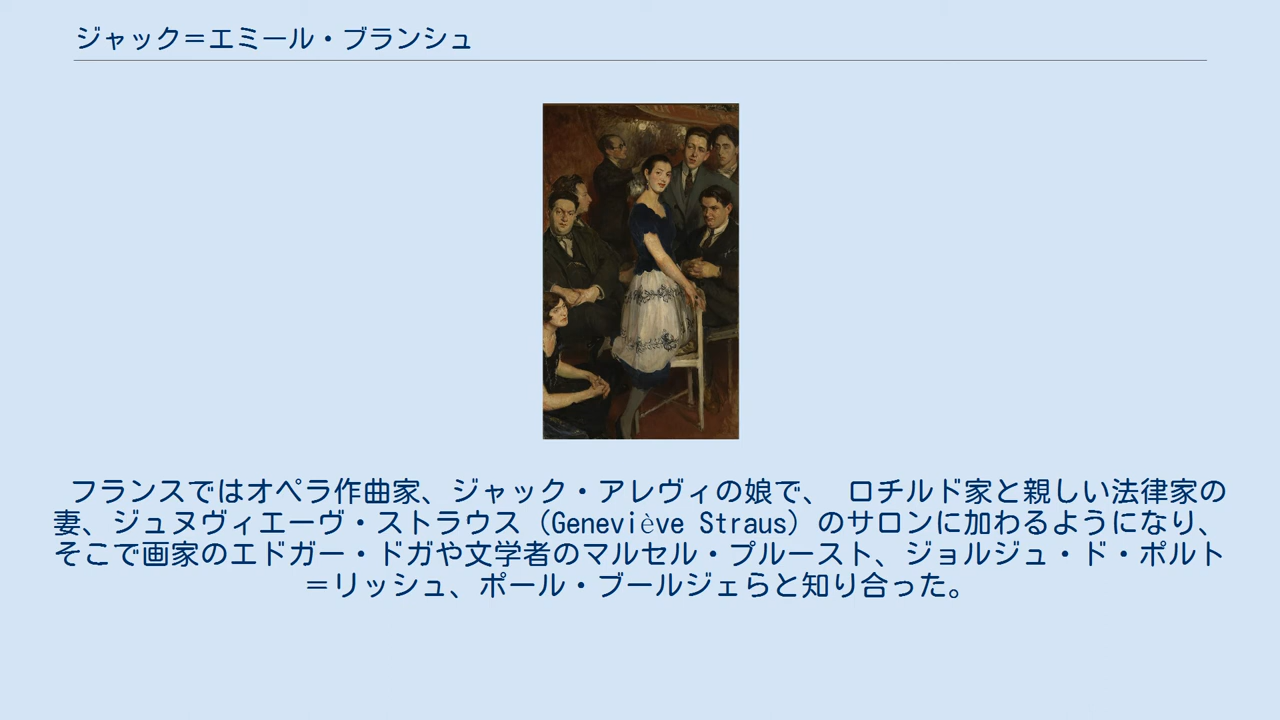 ジャック＝エミール・ブランシュ
フランスではオペラ作曲家、ジャック・アレヴィの娘で、 ロチルド家と親しい法律家の
妻、ジュヌヴィエーヴ・ストラウス（Geneviève Straus）のサロンに加わるようになり、
そこで画家のエドガー・ドガや文学者のマルセル・プルースト、ジョルジュ・ド・ポルト
＝リッシュ、ポール・ブールジェらと知り合った。